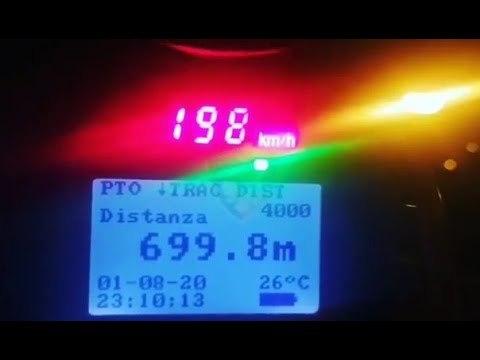 198 km/h
PTO ↓TRAC DIST
Distanza 4000
699.8m
01-08-20 26°C
23:10:13